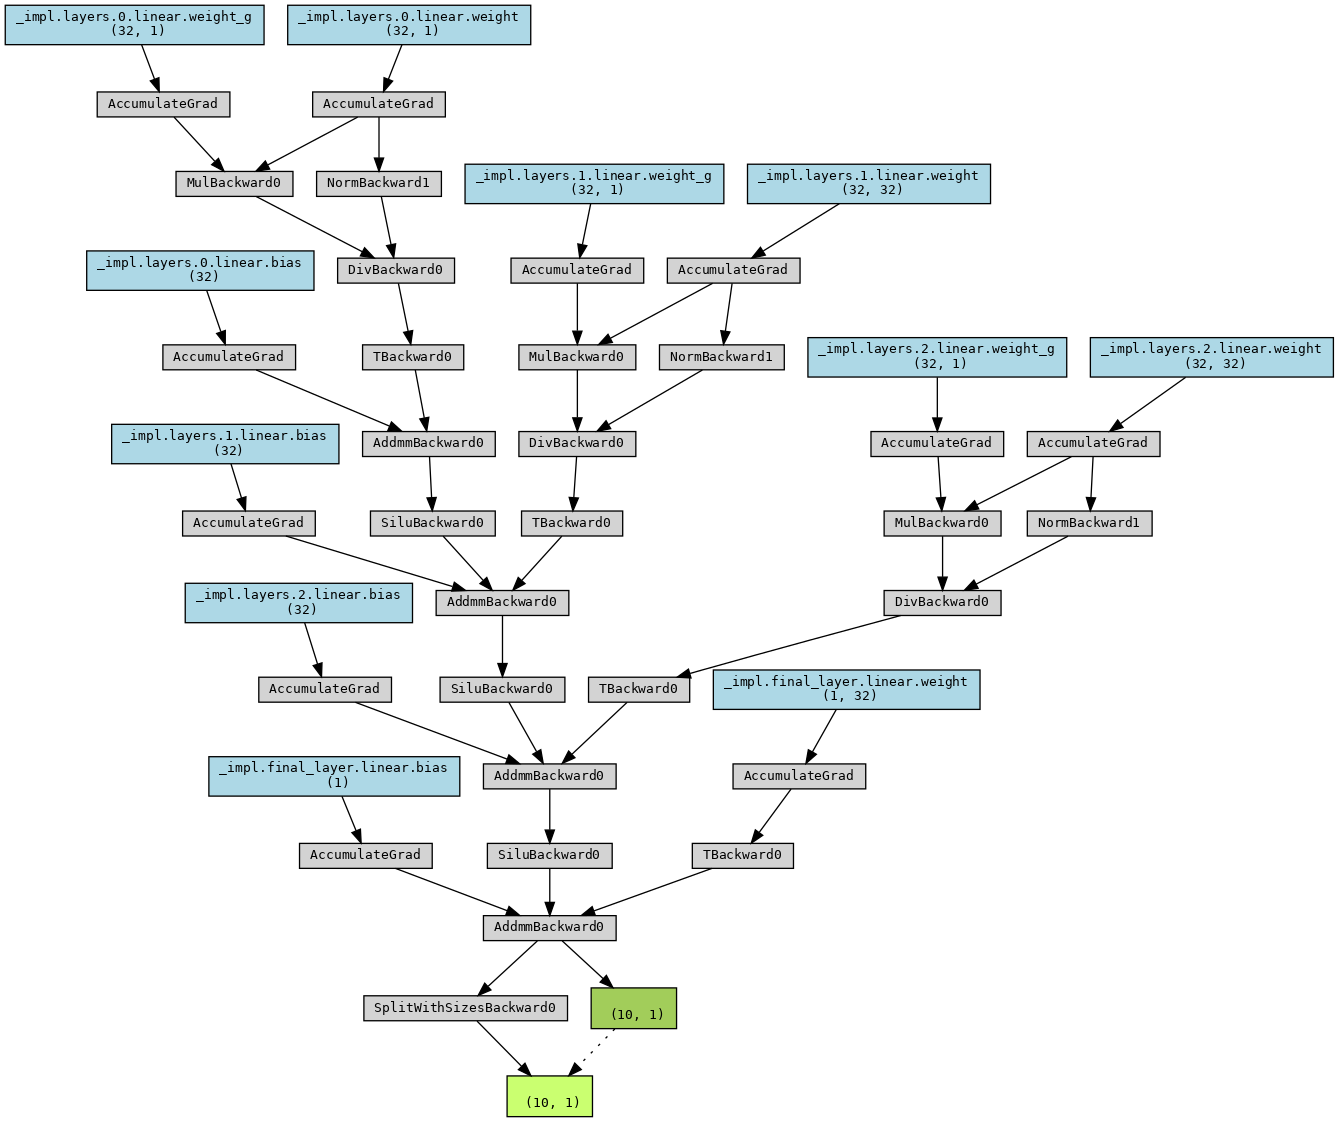 _impl.layers.0.linear.weight_g
(32, 1)
_impl.layers.0.linear.weight
(32, 1)
AccumulateGrad
AccumulateGrad
MulBackward0
NormBackward1
_impl.layers.1.linear.weight_g
(32, 1)
_impl.layers.1.linear.weight
(32, 32)
_impl.layers.0.linear.bias
(32)
DivBackward0
AccumulateGrad
AccumulateGrad
AccumulateGrad
TBackward0
MulBackward0
NormBackward1
_impl.layers.2.linear.weight_g
(32, 1)
_impl.layers.2.linear.weight
(32, 32)
_impl.layers.1.linear.bias
(32)
AddmmBackward0
DivBackward0
AccumulateGrad
AccumulateGrad
AccumulateGrad
SiluBackward0
TBackward0
MulBackward0
NormBackward1
_impl.layers.2.linear.bias
(32)
AddmmBackward0
DivBackward0
AccumulateGrad
SiluBackward0
TBackward0
_impl.final_layer.linear.weight
(1, 32)
_impl.final_layer.linear.bias
(1)
AddmmBackward0
AccumulateGrad
AccumulateGrad
SiluBackward0
TBackward0
AddmmBackward0
SplitWithSizesBackward0
(10, 1)
(10, 1)